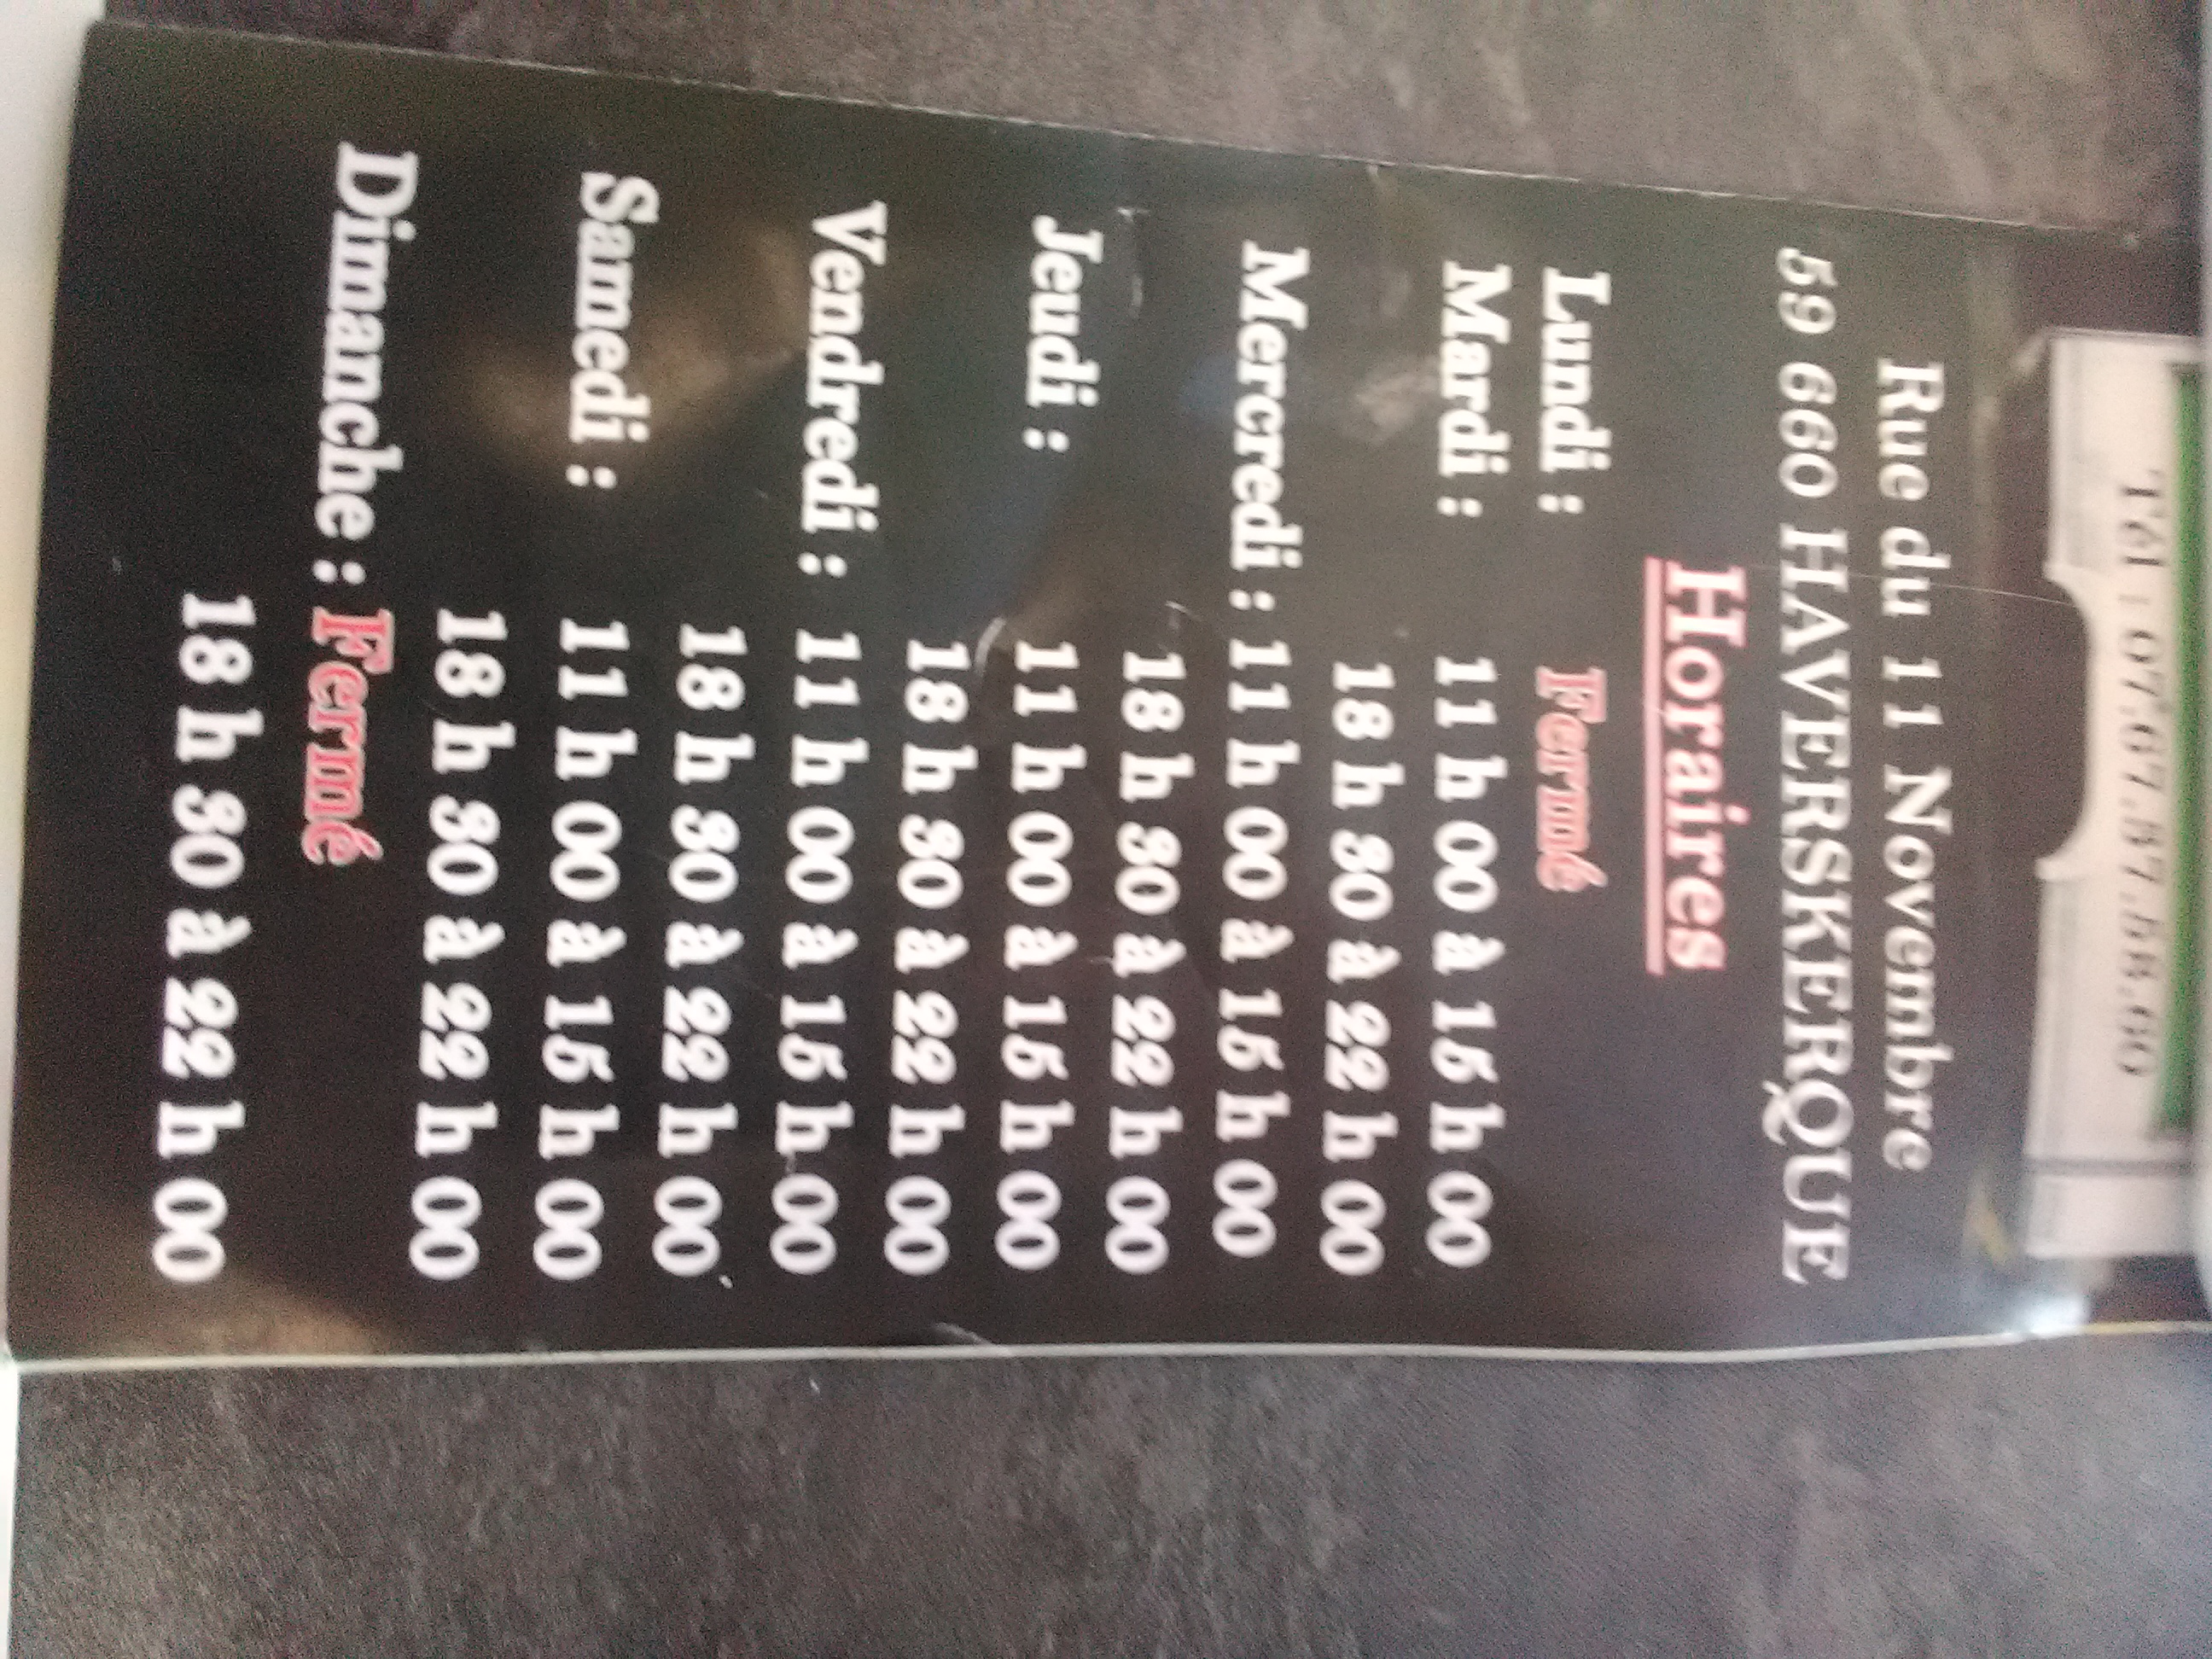 Tél : 07.67.87.88.60
Rue du 11 Novembre
59 660 HAVERSKERQUE
Horaires
Lundi : Fermé
Mardi : 11 h 00 à 15 h 00
18 h 30 à 22 h 00
Mercredi : 11 h 00 à 15 h 00
18 h 30 à 22 h 00
Jeudi : 11 h 00 à 15 h 00
18 h 30 à 22 h 00
Vendredi : 11 h 00 à 15 h 00
18 h 30 à 22 h 00
Samedi : 11 h 00 à 15 h 00
18 h 30 à 22 h 00
Dimanche : Fermé
18 h 30 à 22 h 00